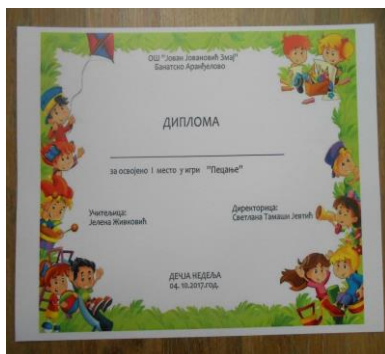 ОШ "Јован Јовановић Змај"
Банатско Аранђелово
ДИПЛОМА
за освојено I место у игри "Пецање"
Учитељица:
Јелена Живковић
Директорица:
Светлана Тамаши Јевтић
ДЕЧЈА НЕДЕЉА
04. 10.2017.год.